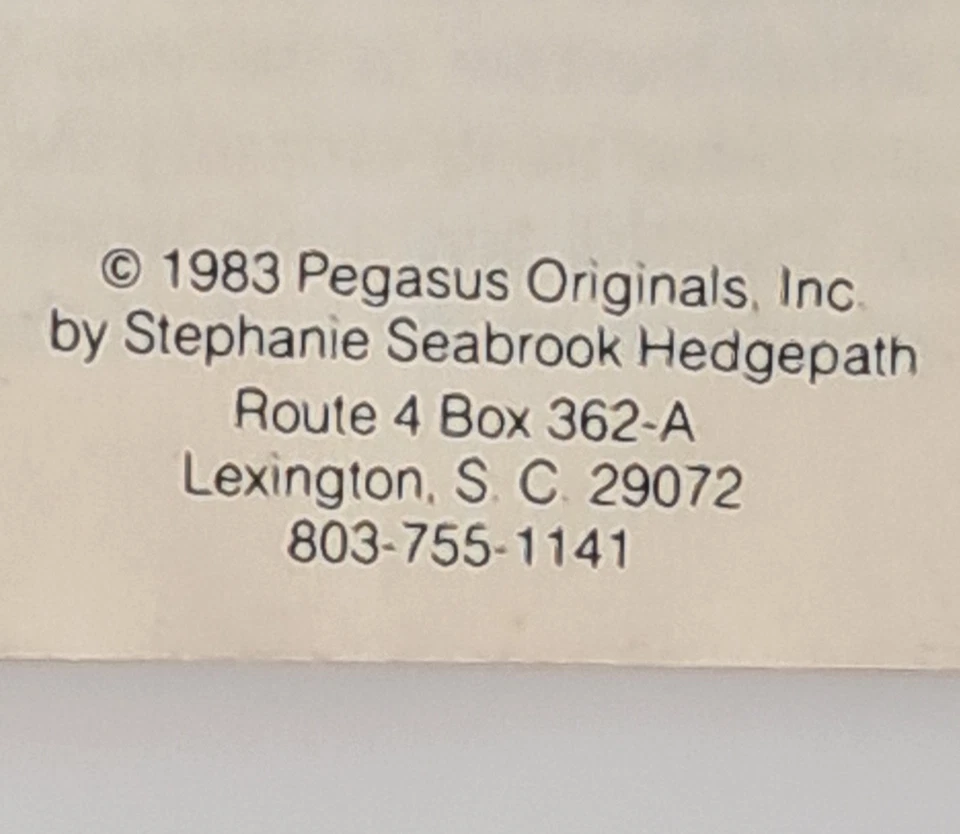 © 1983 Pegasus Originals, Inc.
by Stephanie Seabrook Hedgepath
Route 4 Box 362-A
Lexington, S. C. 29072
803-755-1141